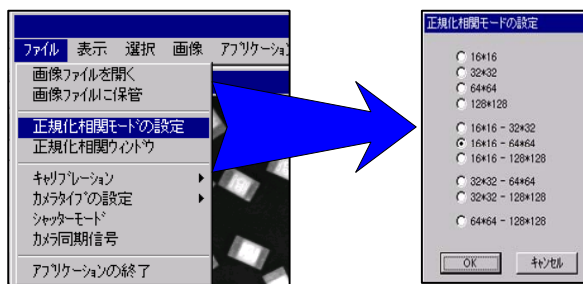 ファイル 表示 選択 画像 アプリケーション
画像ファイルを開く
画像ファイルに保管
正規化相関モードの設定
正規化相関ウィンドウ
キャリブレーション
カメラタイプの設定
シャッターモード
カメラ同期信号
アプリケーションの終了
正規化相関モードの設定
16*16
32*32
64*64
128*128
16*16 - 32*32
16*16 - 64*64
16*16 - 128*128
32*32 - 64*64
32*32 - 128*128
64*64 - 128*128
OK キャンセル